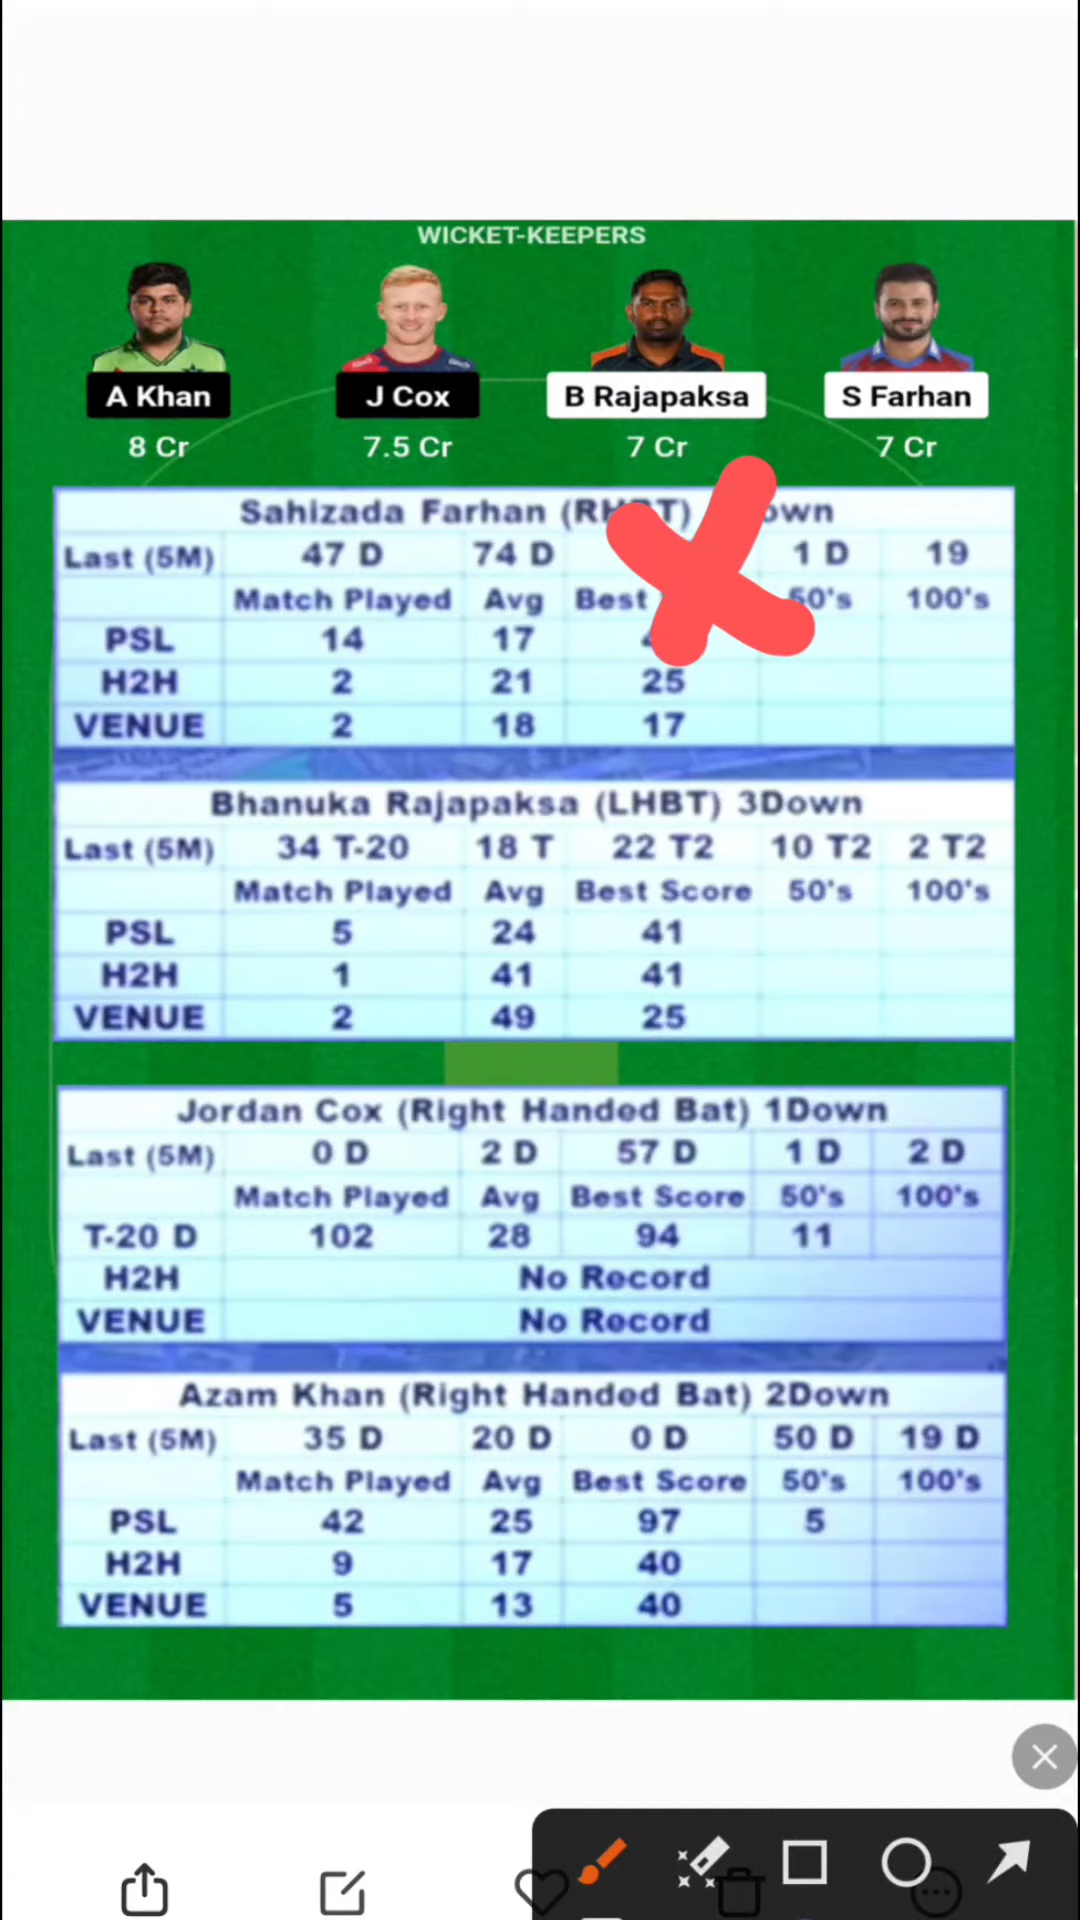 WICKET-KEEPERS
A Khan J Cox B Rajapaksa S Farhan
8 Cr 7.5 Cr 7 Cr 7 Cr
Sahizada Farhan
Last (5M) 47 D 74 D 1 D 19
Match Played Avg Best 50's 100's
PSL 14 17
H2H 2 21 25
VENUE 2 18 17
Bhanuka Rajapaksa (LHBT) 3Down
Last (5M) 34 T-20 18 T 22 T2 10 T2 2 T2
Match Played Avg Best Score 50's 100's
PSL 5 24 41
H2H 1 41 41
VENUE 2 49 25
Jordan Cox (Right Handed Bat) 1Down
Last (5M) 0 D 2 D 57 D 1 D 2 D
Match Played Avg Best Score 50's 100's
T-20 D 102 28 94 11
H2H No Record
VENUE No Record
Azam Khan (Right Handed Bat) 2Down
Last (5M) 35 D 20 D 0 D 50 D 19 D
Match Played Avg Best Score 50's 100's
PSL 42 25 97 5
H2H 9 17 40
VENUE 5 13 40